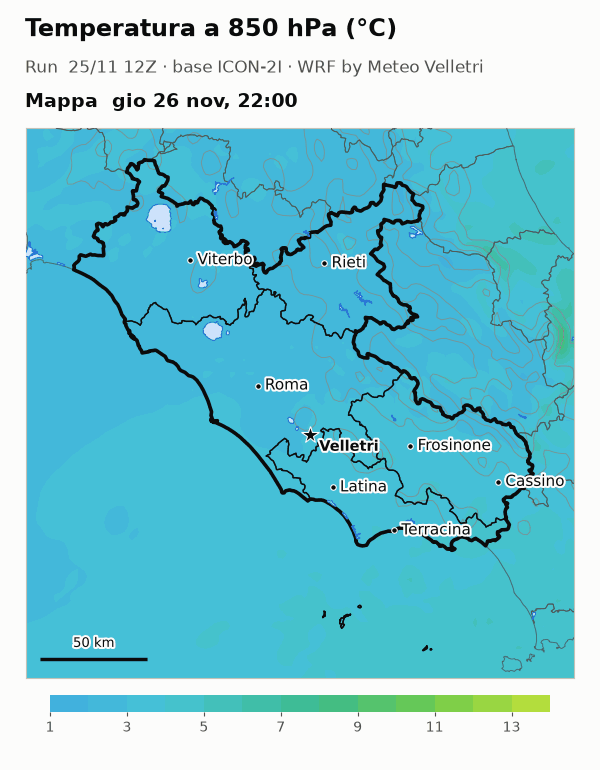 Temperatura a 850 hPa (°C)
Run  25/11 12Z · base ICON-2I · WRF by Meteo Velletri
Mappa  gio 26 nov, 22:00
Viterbo
Rieti
Roma
Velletri
Frosinone
Cassino
Latina
Terracina
50 km
1 3 5 7 9 11 13